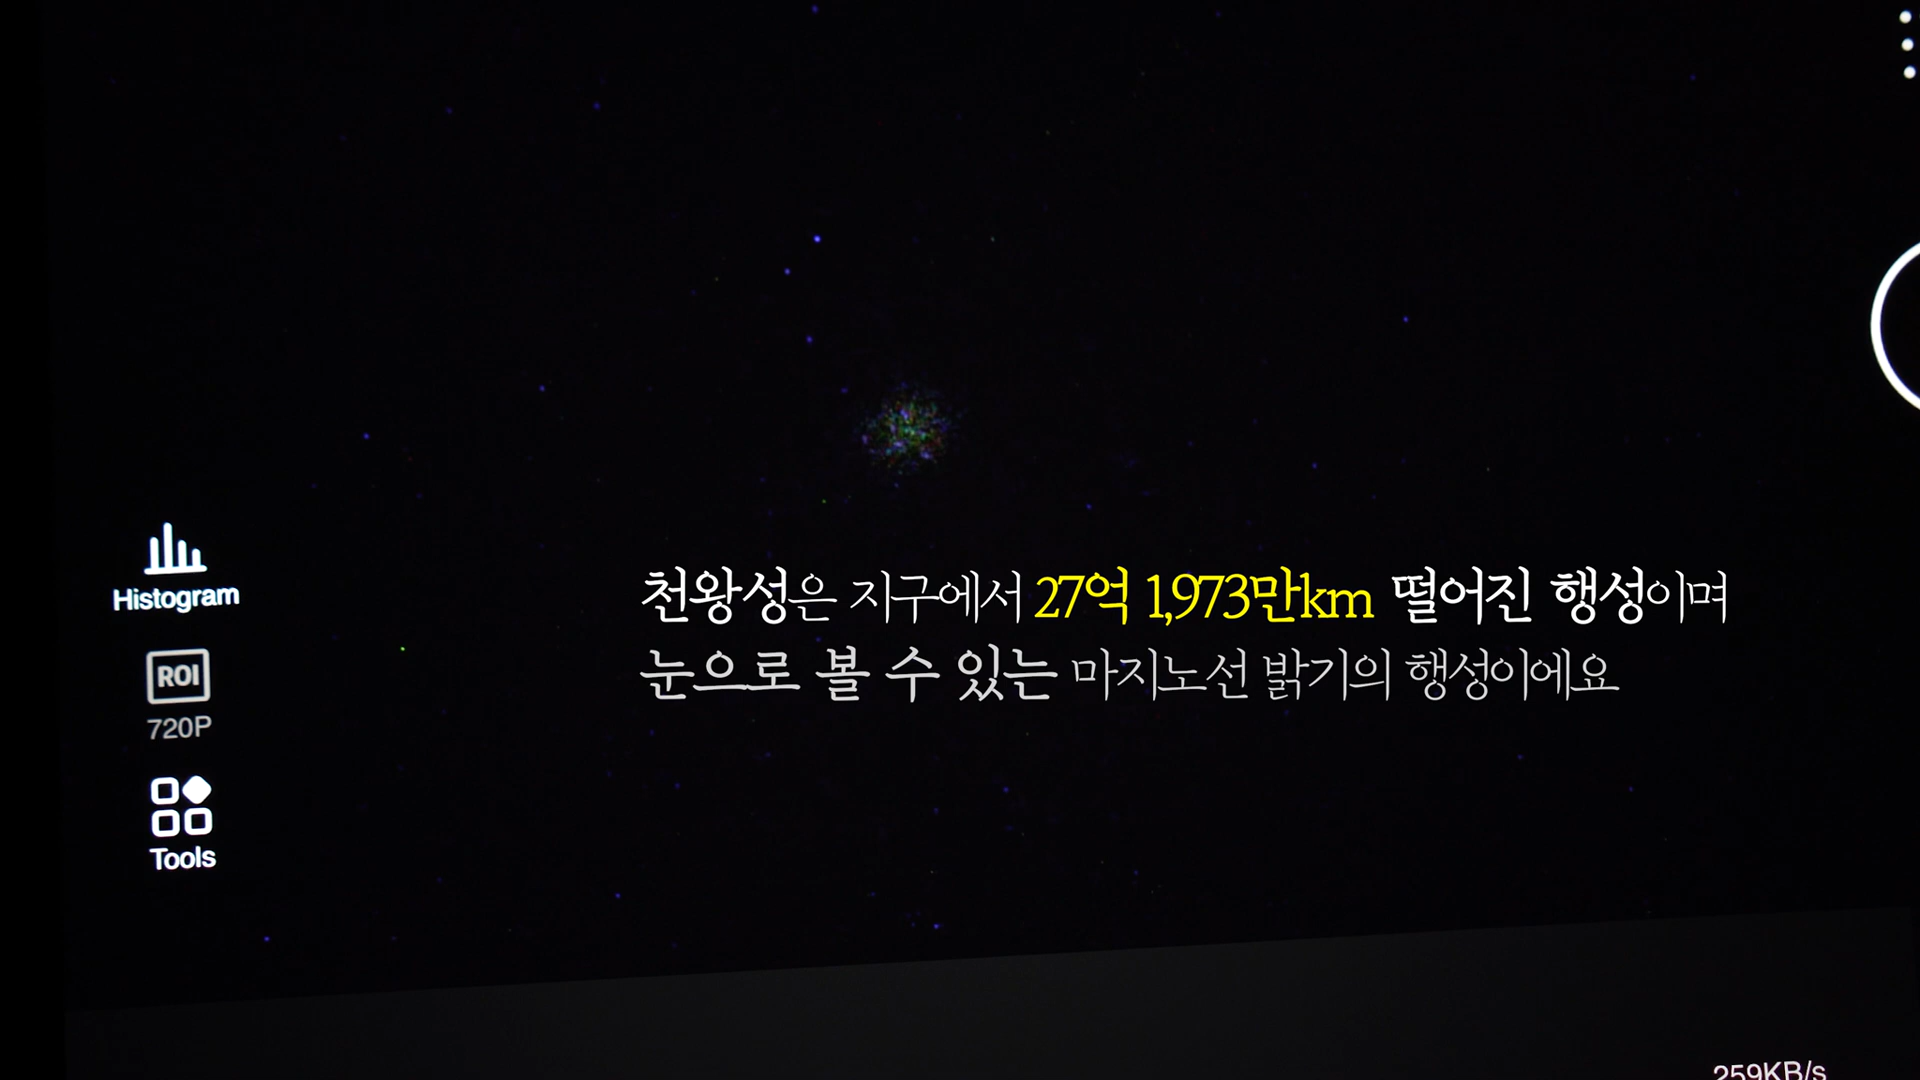 Histogram
ROI
720P
Tools
천왕성은 지구에서 27억 1,973만km 떨어진 행성이며
눈으로 볼 수 있는 마지노선 밝기의 행성이에요
259KB/s